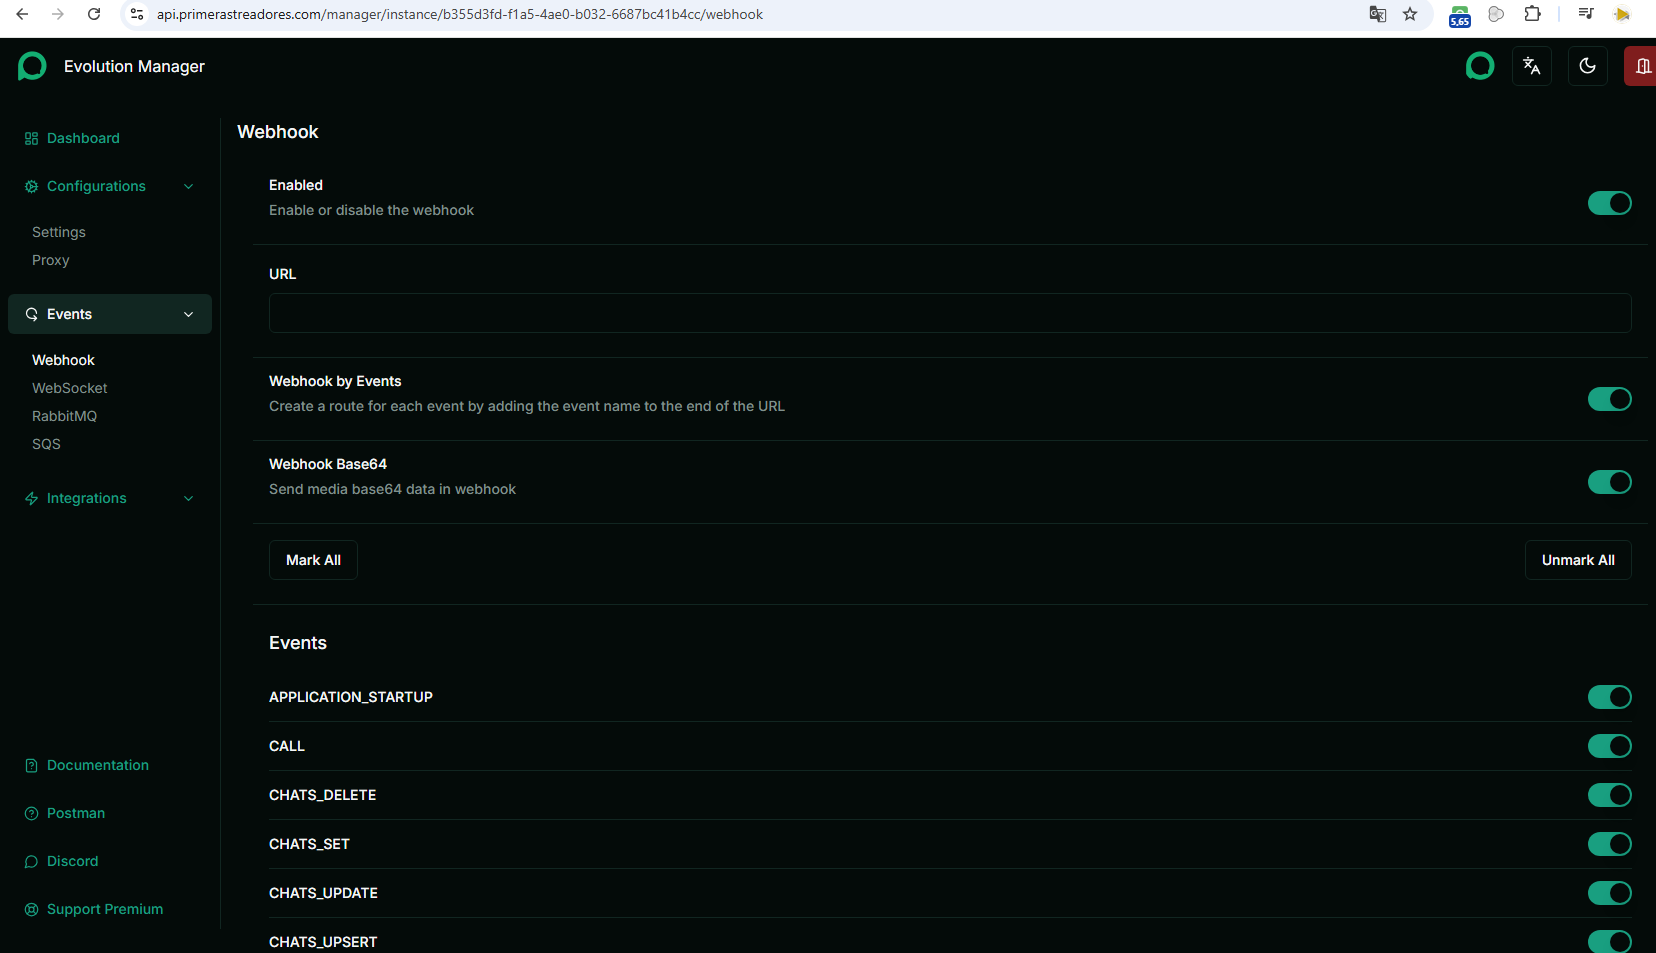 api.primerastreadores.com/manager/instance/b355d3fd-f1a5-4ae0-b032-6687bc41b4cc/webhook
5,65
Evolution Manager
Dashboard
Configurations
Settings
Proxy
Events
Webhook
WebSocket
RabbitMQ
SQS
Integrations
Documentation
Postman
Discord
Support Premium
Webhook
Enabled
Enable or disable the webhook
URL
Webhook by Events
Create a route for each event by adding the event name to the end of the URL
Webhook Base64
Send media base64 data in webhook
Mark All
Unmark All
Events
APPLICATION_STARTUP
CALL
CHATS_DELETE
CHATS_SET
CHATS_UPDATE
CHATS_UPSERT